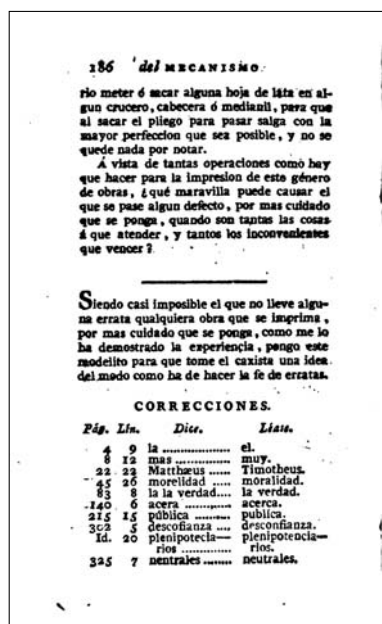 186 del MECANISMO.
rio meter ó sacar alguna hoja de láta en al-
gun crucero, cabecera ó medianil, para que
al sacar el pliego para pasar salga con la
mayor perfeccion que sea posible, y no se
quede nada por notar.
Á vista de tantas operaciones como hay
que hacer para la impresion de este género
de obras, ¿qué maravilla puede causar el
que se pase algun defecto, por mas cuidado
que se ponga, quando son tantas las cosas
á que atender, y tantos los inconvenientes
que vencer?
Siendo casi imposible el que no lleve algu-
na errata qualquiera obra que se imprima,
por mas cuidado que se ponga, como me lo
ha demostrado la experiencia, pongo este
modelito para que tome el caxista una idea
del modo como ha de hacer la fe de erratas.
CORRECCIONES.
Pág. Lín. Dice. Léase.
4 9 la .................... el.
8 12 mas ................ muy.
22 22 Matthæus ...... Timotheus.
45 26 morelidad ..... moralidad.
83 8 la la verdad.... la verdad.
140 6 acera ............ acerca.
215 15 pública .......... publica.
302 5 descofianza .... desconfianza.
Id. 20 plenipotecia— plenipotencia—
rios .............. rios.
325 7 nentrales ........ neutrales.